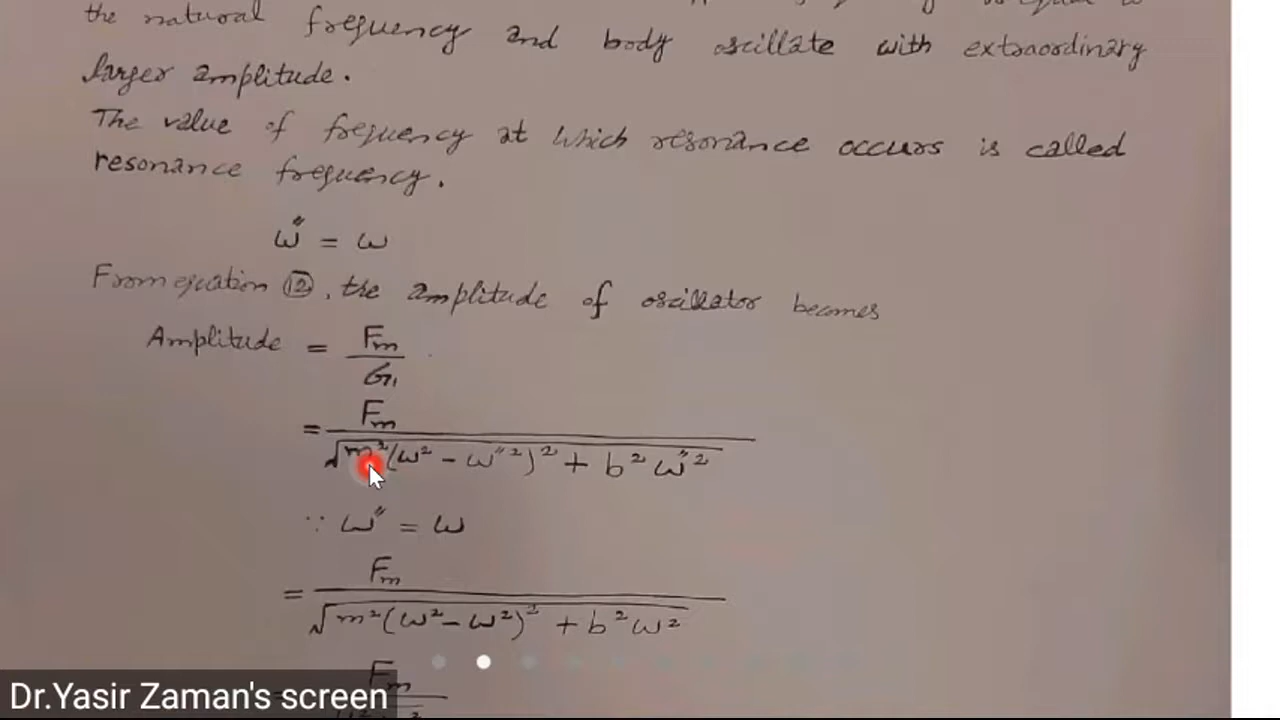 the natural frequency and body oscillate with extraordinary
larger amplitude.
The value of frequency at which resonance occurs is called
resonance frequency.
ω″ = ω
From equation ⑫, the amplitude of oscillator becomes
Amplitude = Fm / G,
= Fm / √m²(ω² - ω″²)² + b²ω″²
∵ ω″ = ω
= Fm / √m²(ω² - ω²)² + b²ω²
Fm
Dr.Yasir Zaman's screen